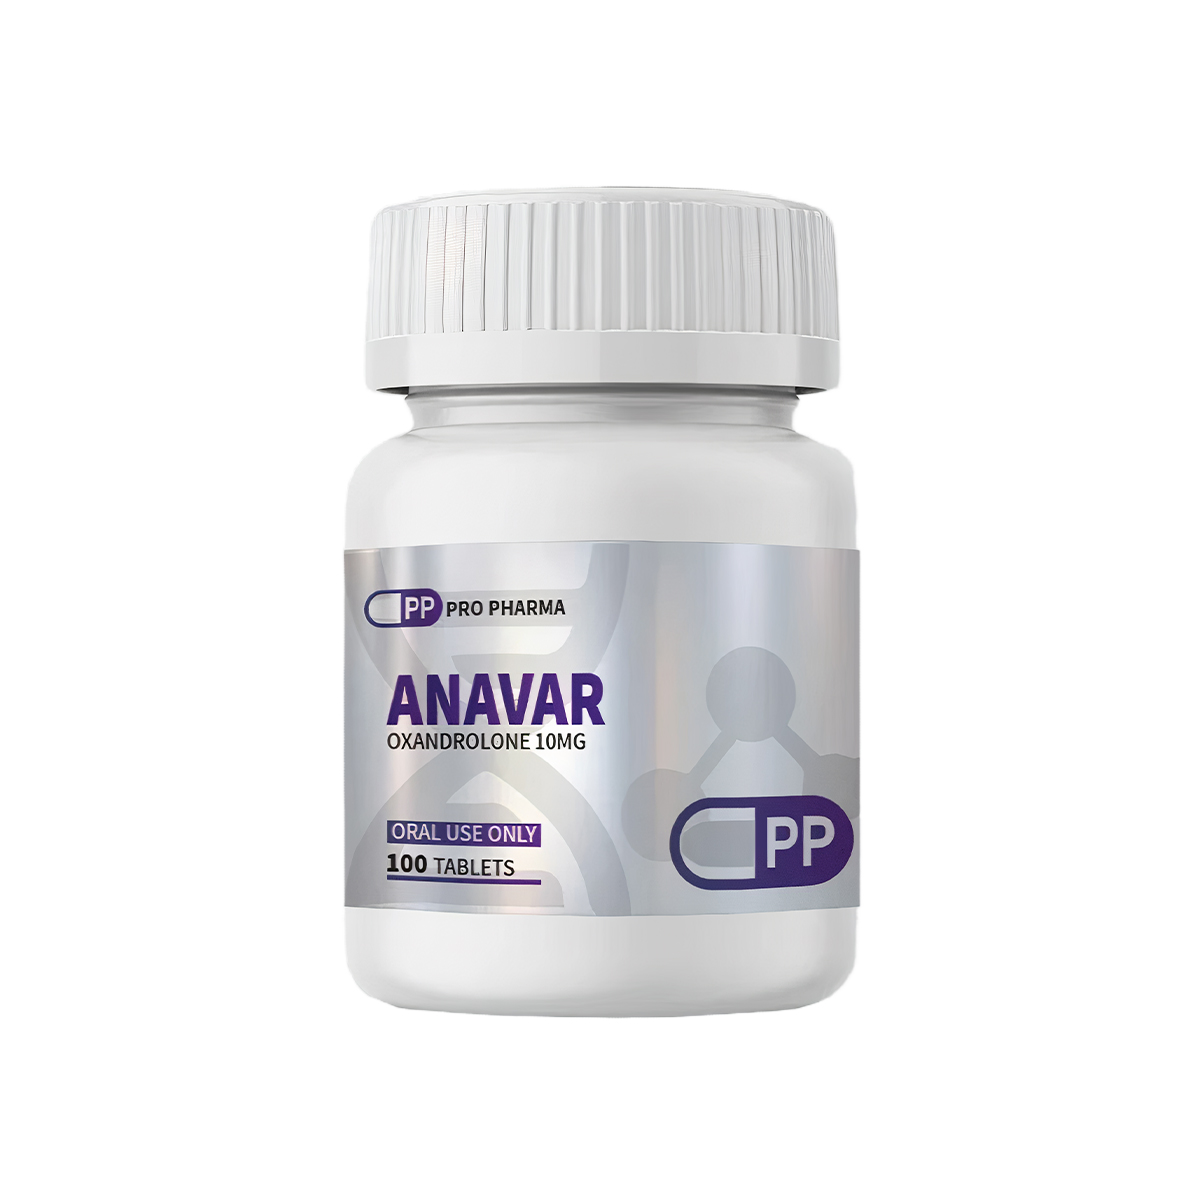 PP PRO PHARMA
ANAVAR
OXANDROLONE 10MG
ORAL USE ONLY
100 TABLETS
PP